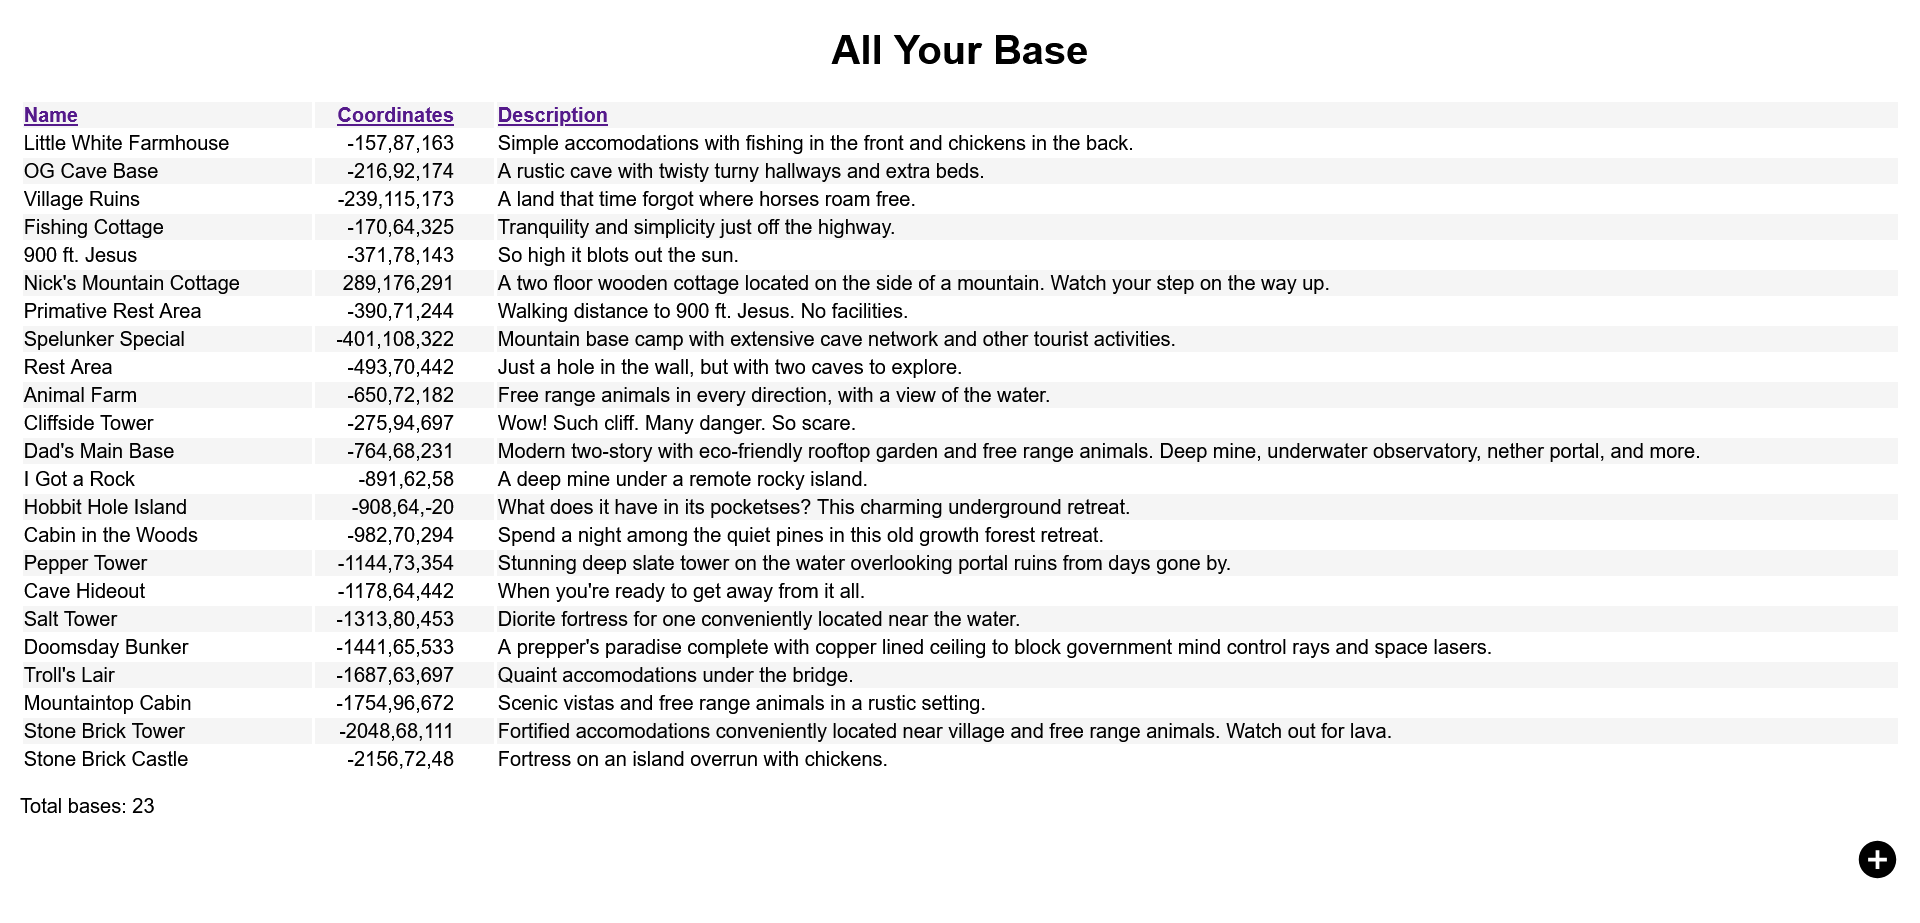 All Your Base
Name Coordinates Description
Little White Farmhouse -157,87,163 Simple accomodations with fishing in the front and chickens in the back.
OG Cave Base -216,92,174 A rustic cave with twisty turny hallways and extra beds.
Village Ruins -239,115,173 A land that time forgot where horses roam free.
Fishing Cottage -170,64,325 Tranquility and simplicity just off the highway.
900 ft. Jesus -371,78,143 So high it blots out the sun.
Nick's Mountain Cottage 289,176,291 A two floor wooden cottage located on the side of a mountain. Watch your step on the way up.
Primative Rest Area -390,71,244 Walking distance to 900 ft. Jesus. No facilities.
Spelunker Special -401,108,322 Mountain base camp with extensive cave network and other tourist activities.
Rest Area -493,70,442 Just a hole in the wall, but with two caves to explore.
Animal Farm -650,72,182 Free range animals in every direction, with a view of the water.
Cliffside Tower -275,94,697 Wow! Such cliff. Many danger. So scare.
Dad's Main Base -764,68,231 Modern two-story with eco-friendly rooftop garden and free range animals. Deep mine, underwater observatory, nether portal, and more.
I Got a Rock -891,62,58 A deep mine under a remote rocky island.
Hobbit Hole Island -908,64,-20 What does it have in its pocketses? This charming underground retreat.
Cabin in the Woods -982,70,294 Spend a night among the quiet pines in this old growth forest retreat.
Pepper Tower -1144,73,354 Stunning deep slate tower on the water overlooking portal ruins from days gone by.
Cave Hideout -1178,64,442 When you're ready to get away from it all.
Salt Tower -1313,80,453 Diorite fortress for one conveniently located near the water.
Doomsday Bunker -1441,65,533 A prepper's paradise complete with copper lined ceiling to block government mind control rays and space lasers.
Troll's Lair -1687,63,697 Quaint accomodations under the bridge.
Mountaintop Cabin -1754,96,672 Scenic vistas and free range animals in a rustic setting.
Stone Brick Tower -2048,68,111 Fortified accomodations conveniently located near village and free range animals. Watch out for lava.
Stone Brick Castle -2156,72,48 Fortress on an island overrun with chickens.
Total bases: 23